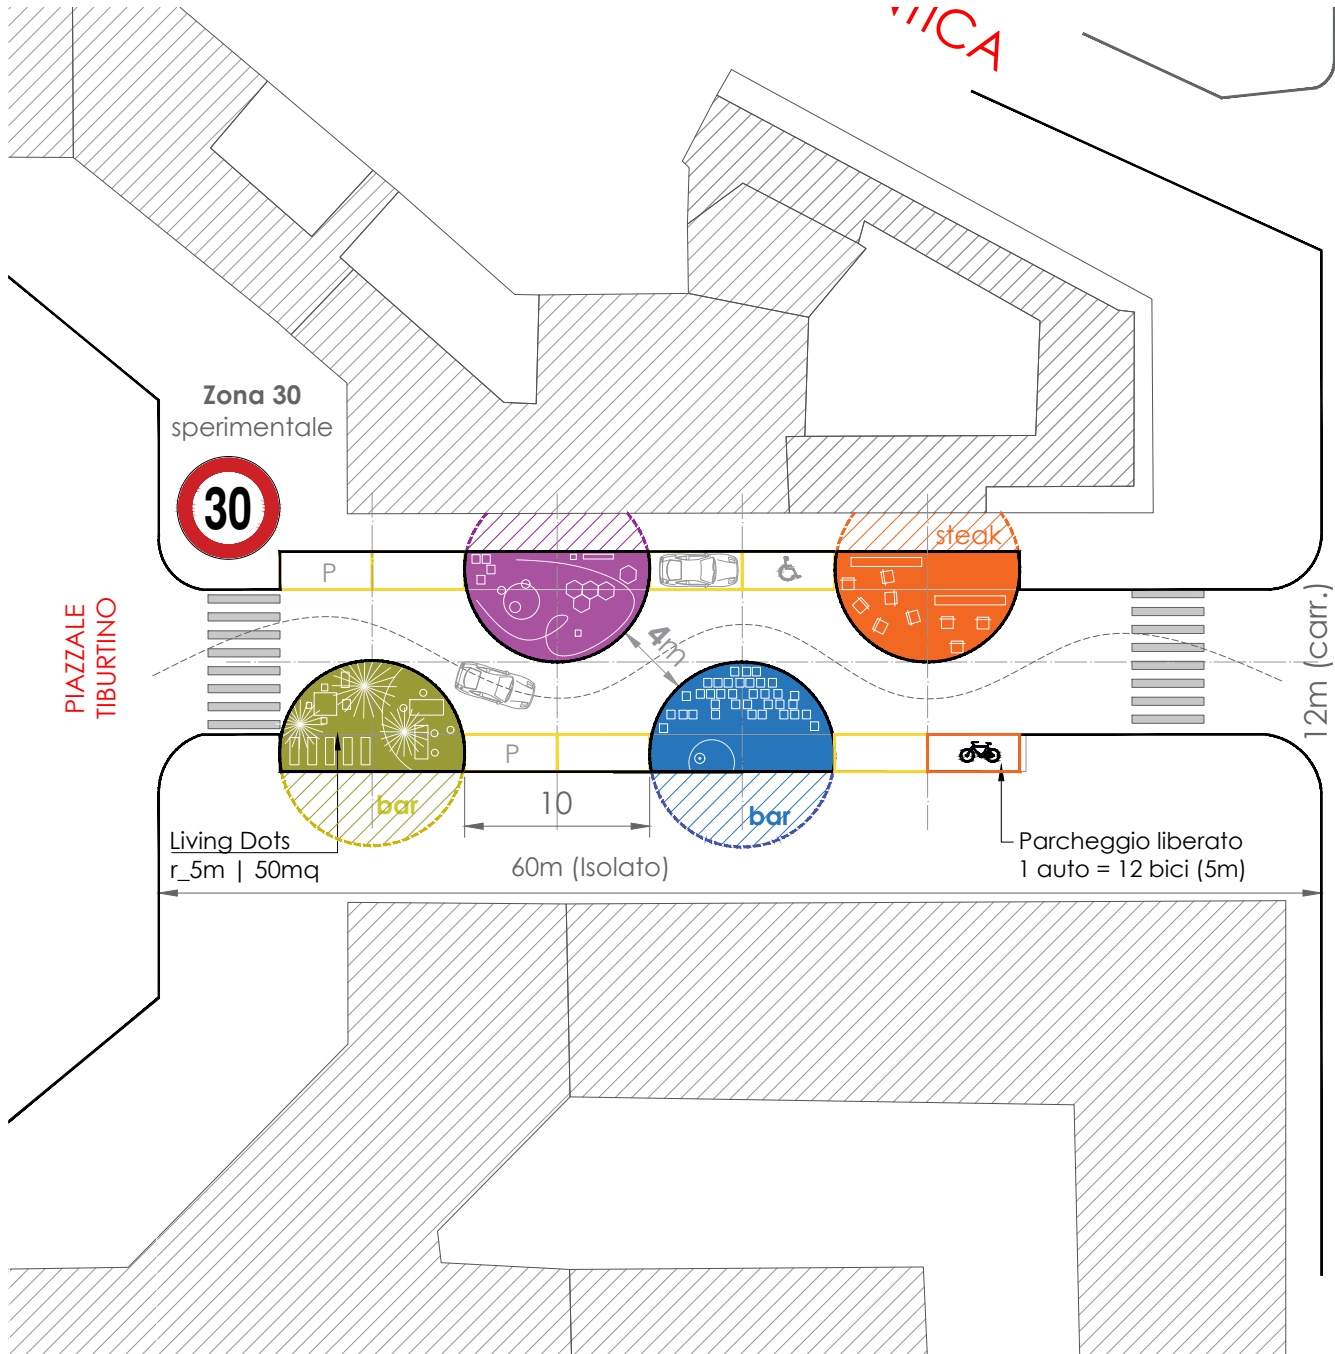 Zona 30
sperimentale
30
steak
P
PIAZZALE
TIBURTINO
4m
12m (carr.)
P
bar
10
bar
Living Dots
r_5m | 50mq
60m (Isolato)
Parcheggio liberato
1 auto = 12 bici (5m)